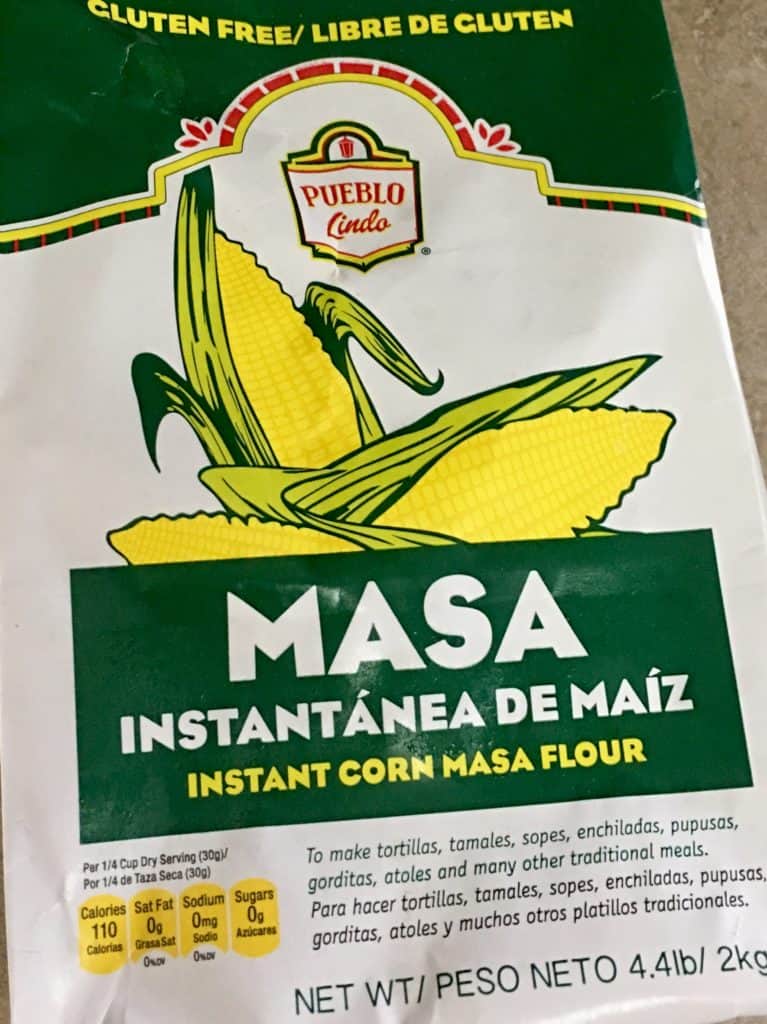 GLUTEN FREE/ LIBRE DE GLUTEN
PUEBLO
Lindo
®
MASA
INSTANTÁNEA DE MAÍZ
INSTANT CORN MASA FLOUR
Per 1/4 Cup Dry Serving (30g)/
Por 1/4 de Taza Seca (30g)
Calories
110
Calorías
Sat Fat
0g
Grasa Sat
0%DV
Sodium
0mg
Sodio
0%DV
Sugars
0g
Azúcares
To make tortillas, tamales, sopes, enchiladas, pupusas,
gorditas, atoles and many other traditional meals.
Para hacer tortillas, tamales, sopes, enchiladas, pupusas,
gorditas, atoles y muchos otros platillos tradicionales.
NET WT/ PESO NETO 4.4lb/ 2kg